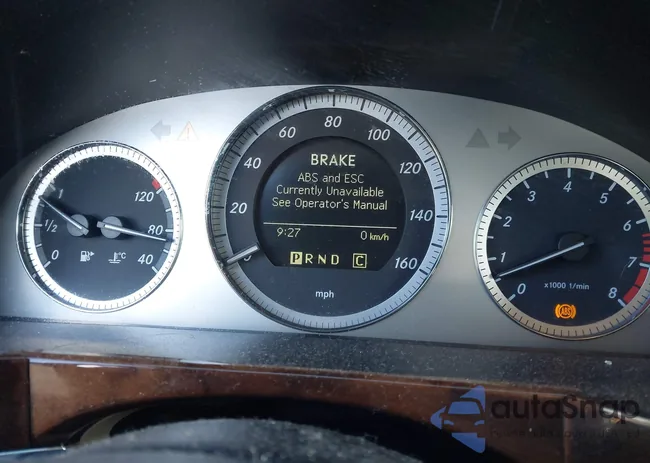 BRAKE
ABS and ESC
Currently Unavailable
See Operator's Manual
9:27 0 km/h
P R N D C
0 20 40 60 80 100 120 140 160
mph
0 1/2 1
40 80 120
°C
0 1 2 3 4 5 6 7 8
x1000 1/min
ABS
autoSnap